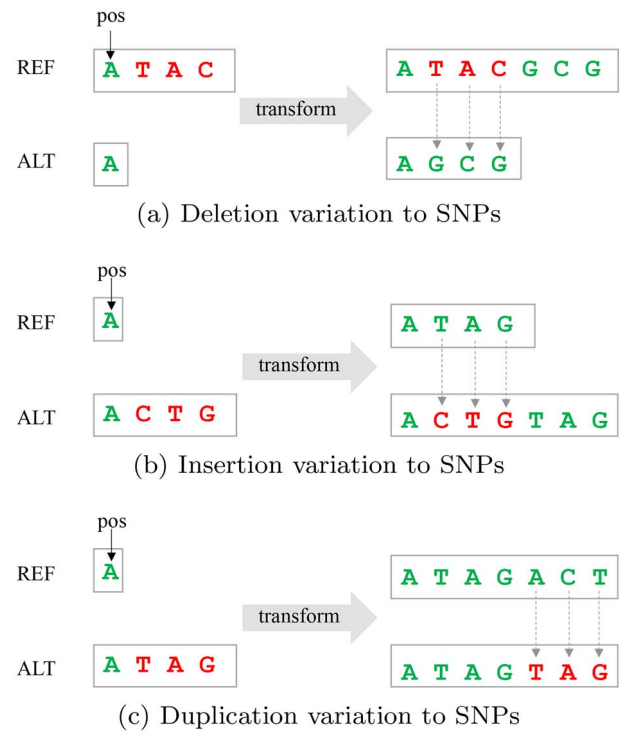 pos
REF A T A C A T A C G C G
transform
ALT A A G C G
(a) Deletion variation to SNPs
pos
REF A A T A G
transform
ALT A C T G A C T G T A G
(b) Insertion variation to SNPs
pos
REF A A T A G A C T
transform
ALT A T A G A T A G T A G
(c) Duplication variation to SNPs